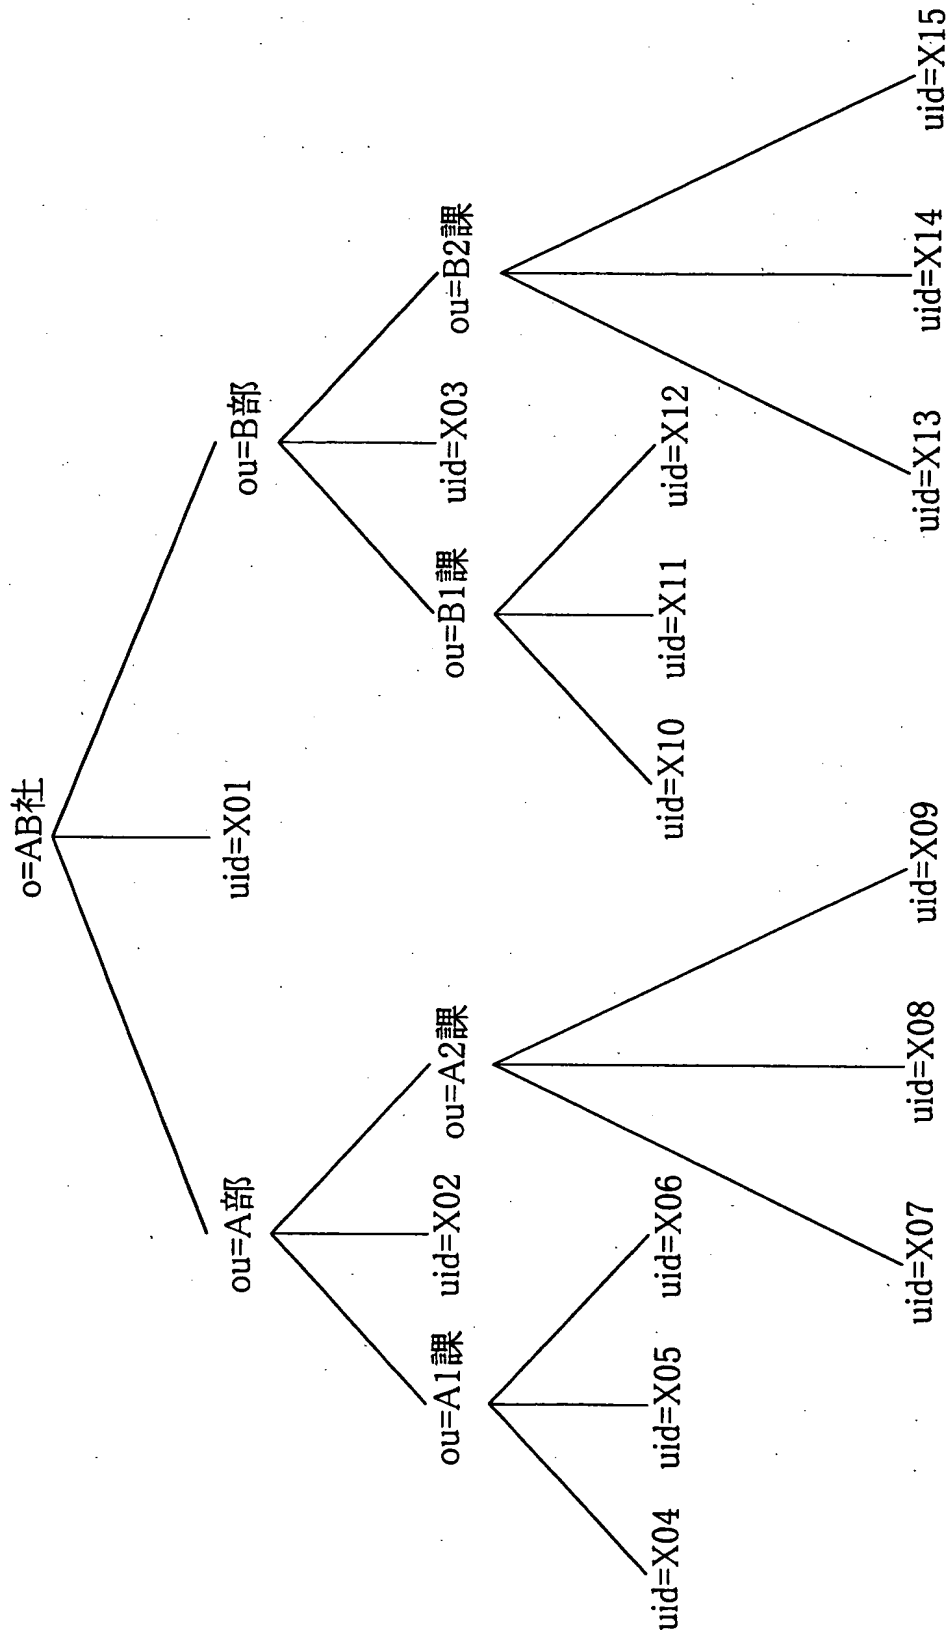 o=AB社
ou=A部
uid=X01
ou=B部
ou=A1課
uid=X02
ou=A2課
ou=B1課
uid=X03
ou=B2課
uid=X04
uid=X05
uid=X06
uid=X10
uid=X11
uid=X12
uid=X07
uid=X08
uid=X09
uid=X13
uid=X14
uid=X15